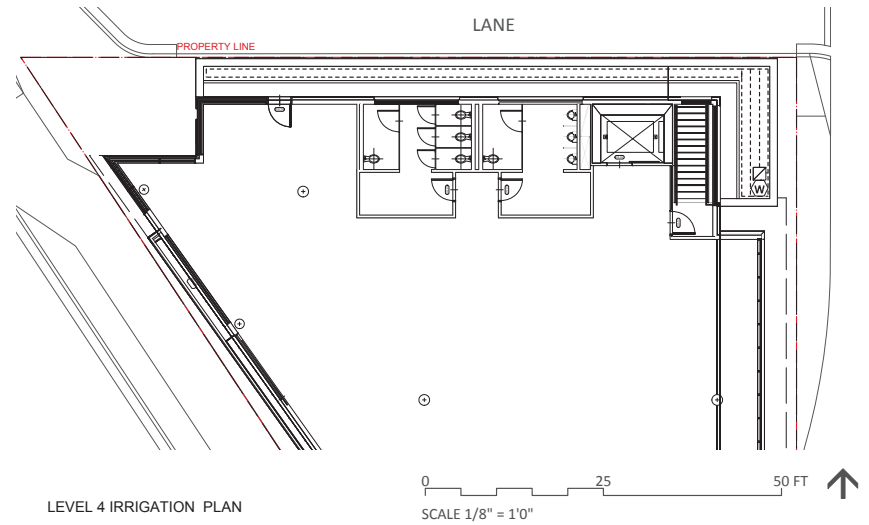 LANE
PROPERTY LINE
W
0 25 50 FT
LEVEL 4 IRRIGATION PLAN
SCALE 1/8" = 1'0"